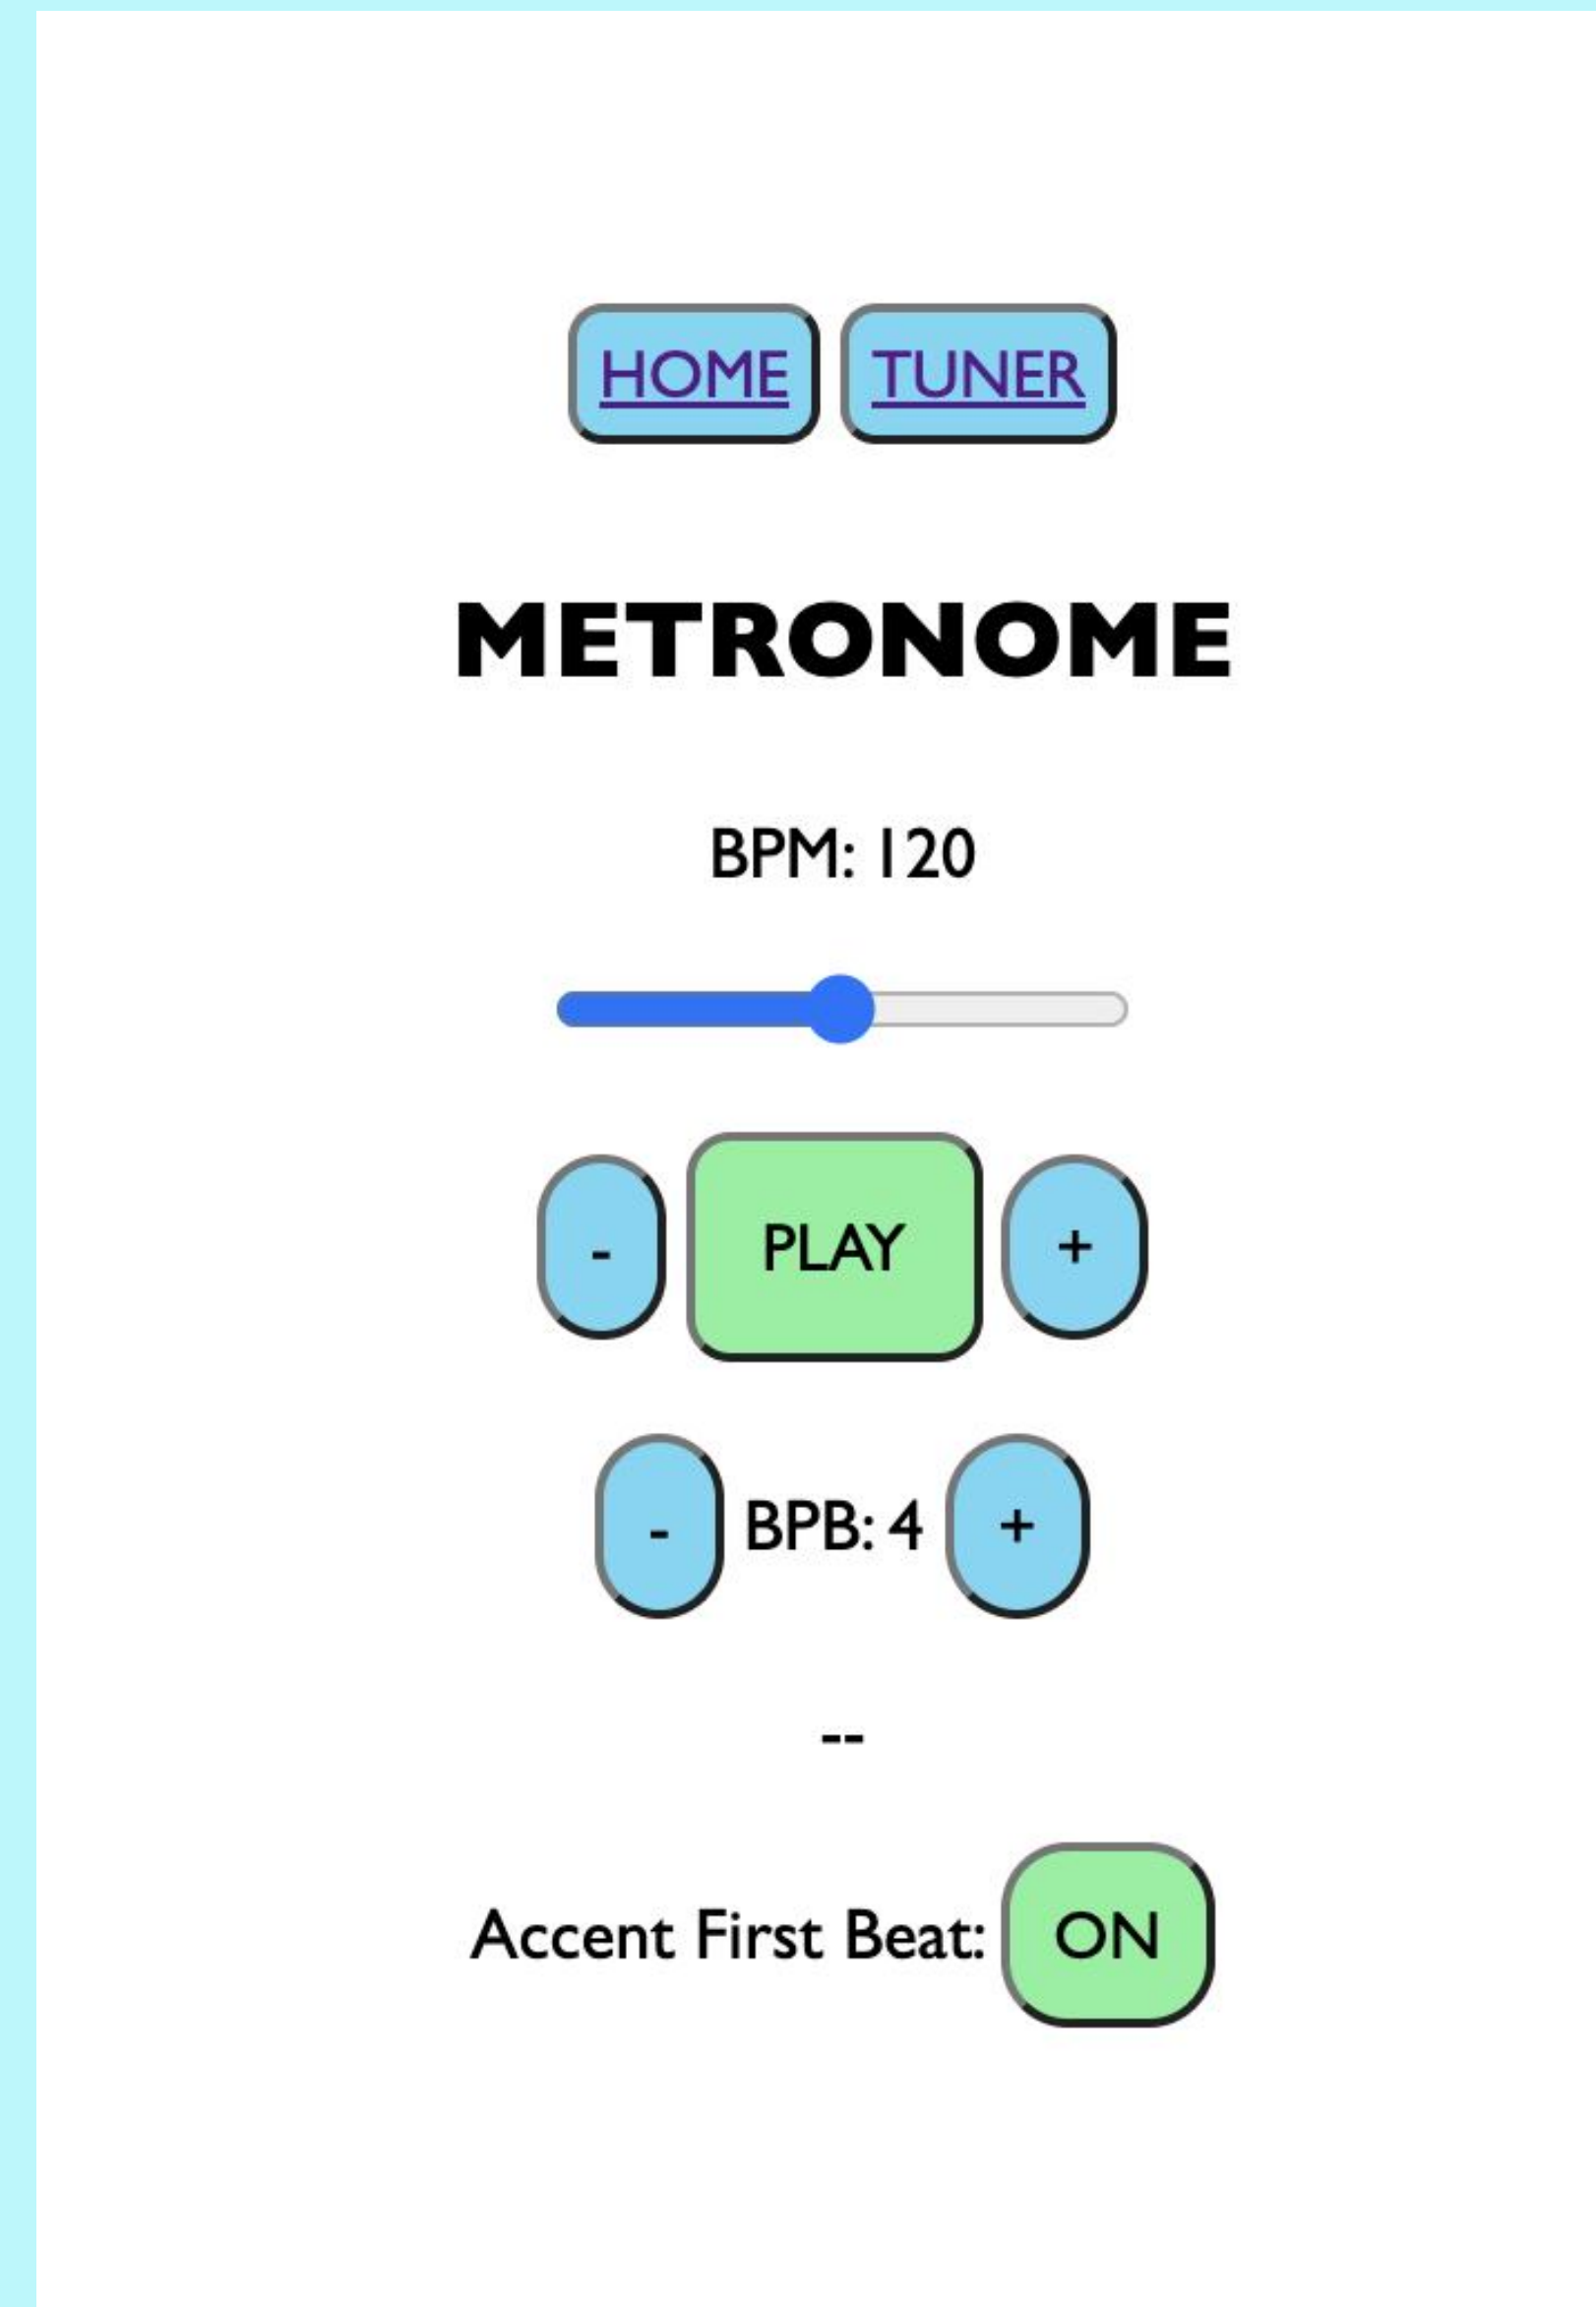 HOME TUNER
METRONOME
BPM: 120
- PLAY +
- BPB: 4 +
--
Accent First Beat: ON